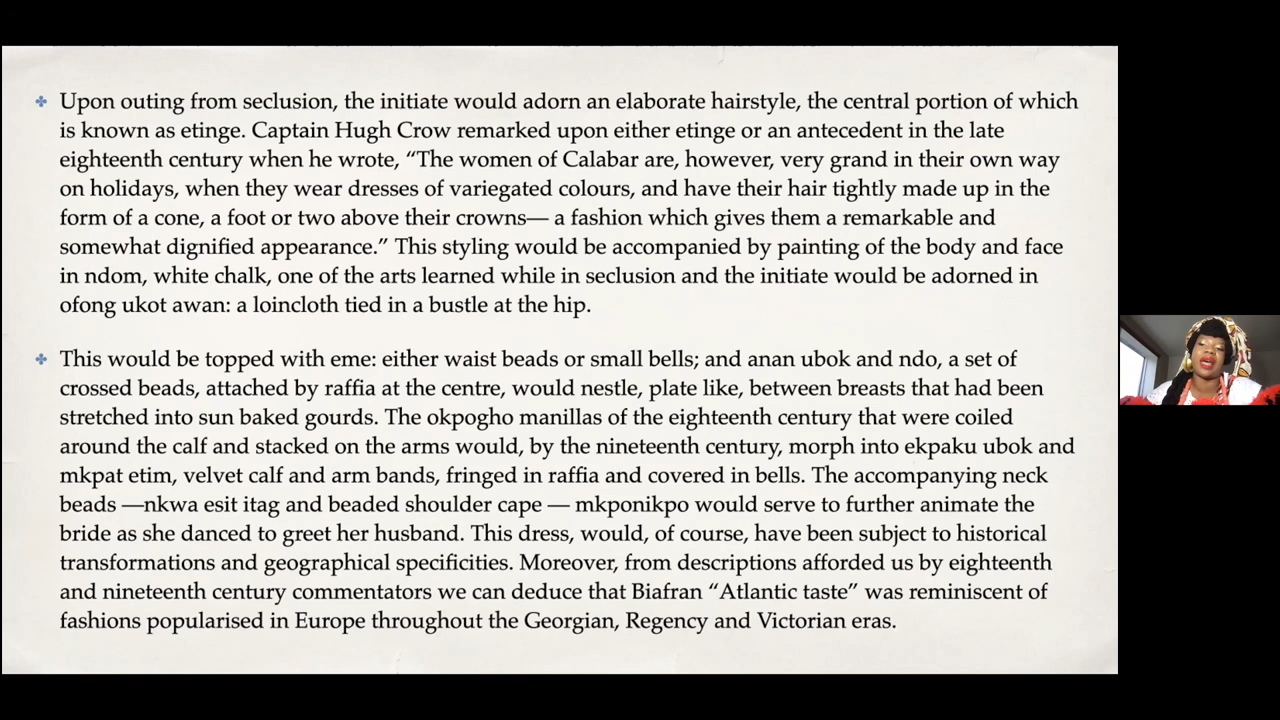 Upon outing from seclusion, the initiate would adorn an elaborate hairstyle, the central portion of which
is known as etinge. Captain Hugh Crow remarked upon either etinge or an antecedent in the late
eighteenth century when he wrote, “The women of Calabar are, however, very grand in their own way
on holidays, when they wear dresses of variegated colours, and have their hair tightly made up in the
form of a cone, a foot or two above their crowns— a fashion which gives them a remarkable and
somewhat dignified appearance.” This styling would be accompanied by painting of the body and face
in ndom, white chalk, one of the arts learned while in seclusion and the initiate would be adorned in
ofong ukot awan: a loincloth tied in a bustle at the hip.
This would be topped with eme: either waist beads or small bells; and anan ubok and ndo, a set of
crossed beads, attached by raffia at the centre, would nestle, plate like, between breasts that had been
stretched into sun baked gourds. The okpogho manillas of the eighteenth century that were coiled
around the calf and stacked on the arms would, by the nineteenth century, morph into ekpaku ubok and
mkpat etim, velvet calf and arm bands, fringed in raffia and covered in bells. The accompanying neck
beads —nkwa esit itag and beaded shoulder cape — mkponikpo would serve to further animate the
bride as she danced to greet her husband. This dress, would, of course, have been subject to historical
transformations and geographical specificities. Moreover, from descriptions afforded us by eighteenth
and nineteenth century commentators we can deduce that Biafran “Atlantic taste” was reminiscent of
fashions popularised in Europe throughout the Georgian, Regency and Victorian eras.